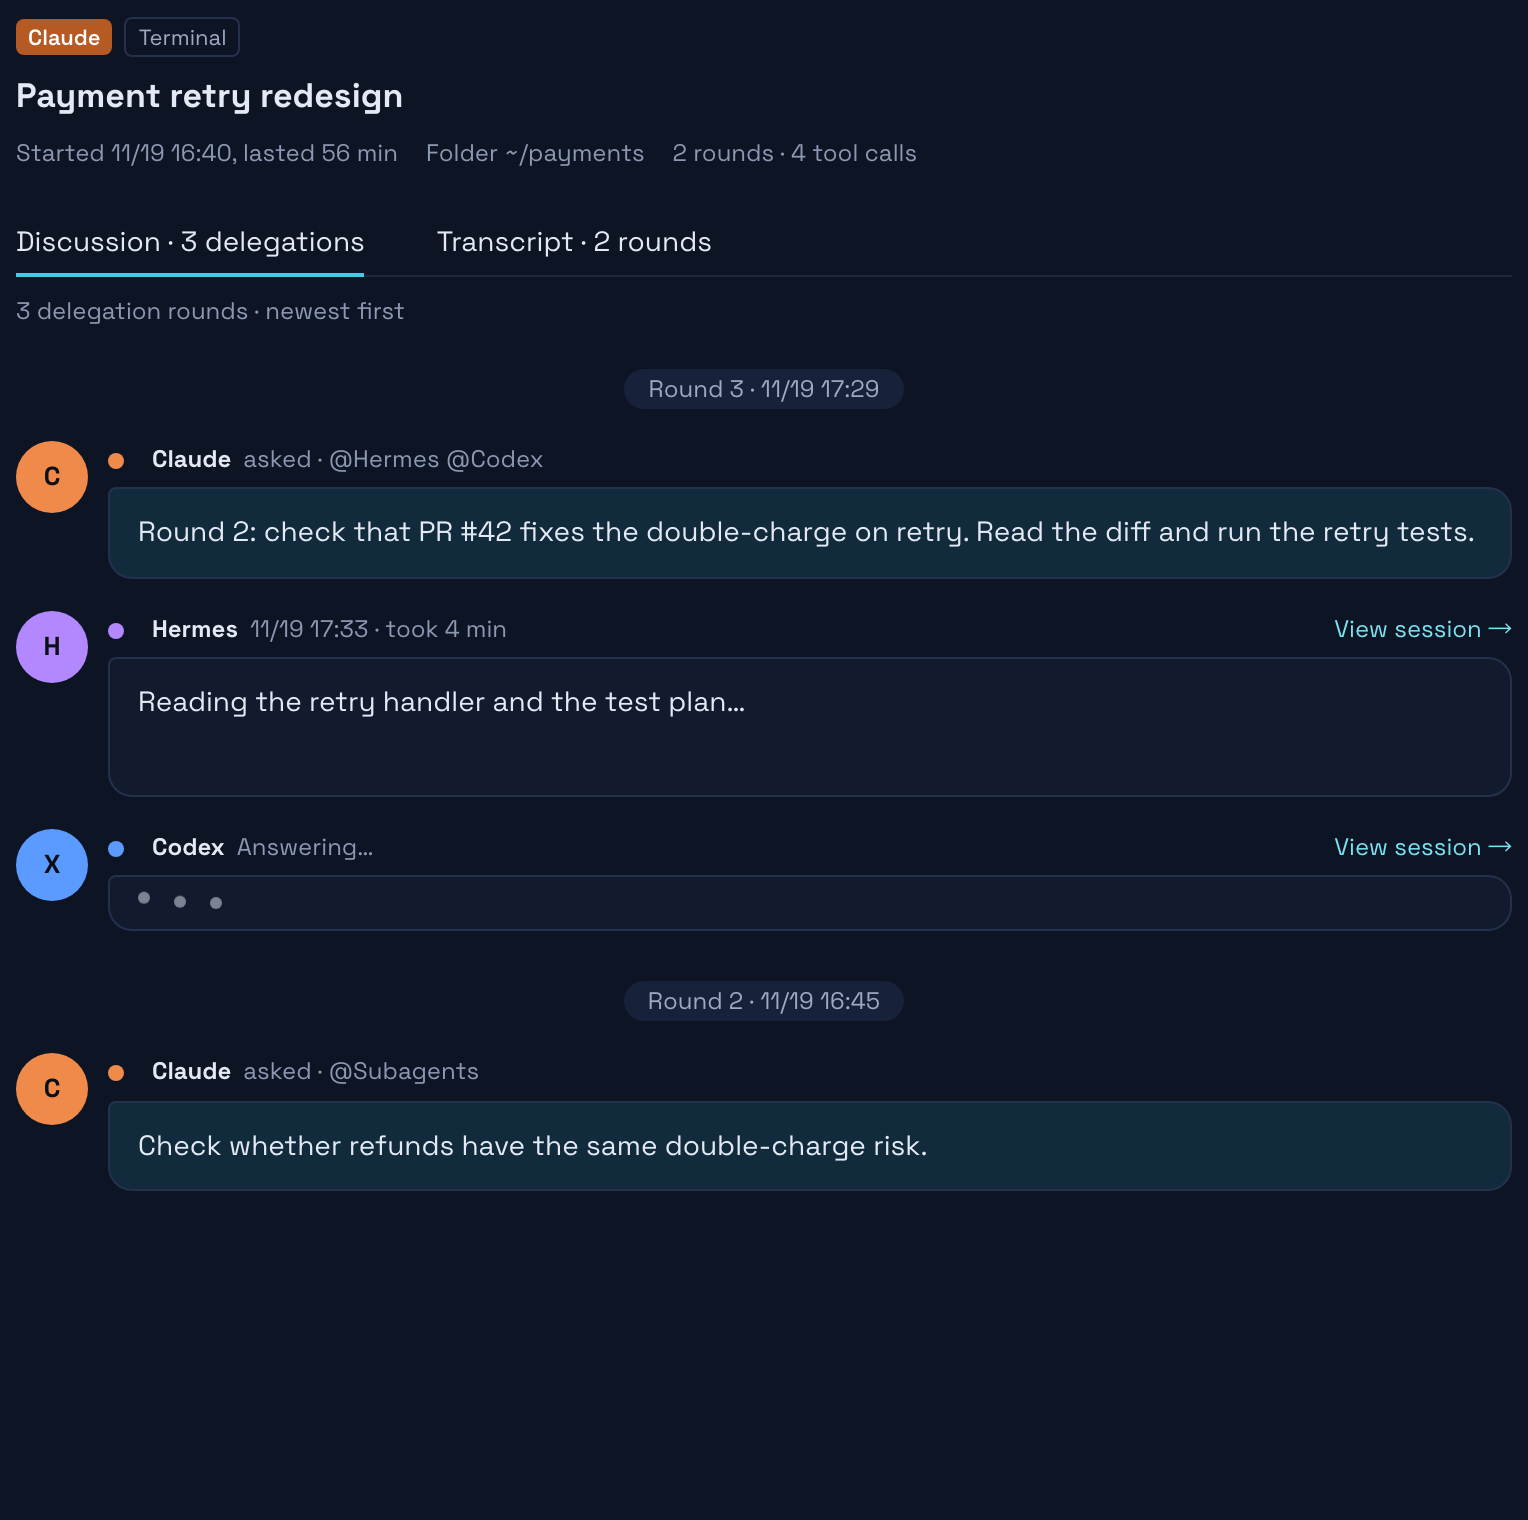 Claude Terminal
Payment retry redesign
Started 11/19 16:40, lasted 56 min Folder ~/payments 2 rounds · 4 tool calls
Discussion · 3 delegations Transcript · 2 rounds
3 delegation rounds · newest first
Round 3 · 11/19 17:29
C
Claude asked · @Hermes @Codex
Round 2: check that PR #42 fixes the double-charge on retry. Read the diff and run the retry tests.
H
Hermes 11/19 17:33 · took 4 min View session →
Reading the retry handler and the test plan…
X
Codex Answering… View session →
Round 2 · 11/19 16:45
C
Claude asked · @Subagents
Check whether refunds have the same double-charge risk.